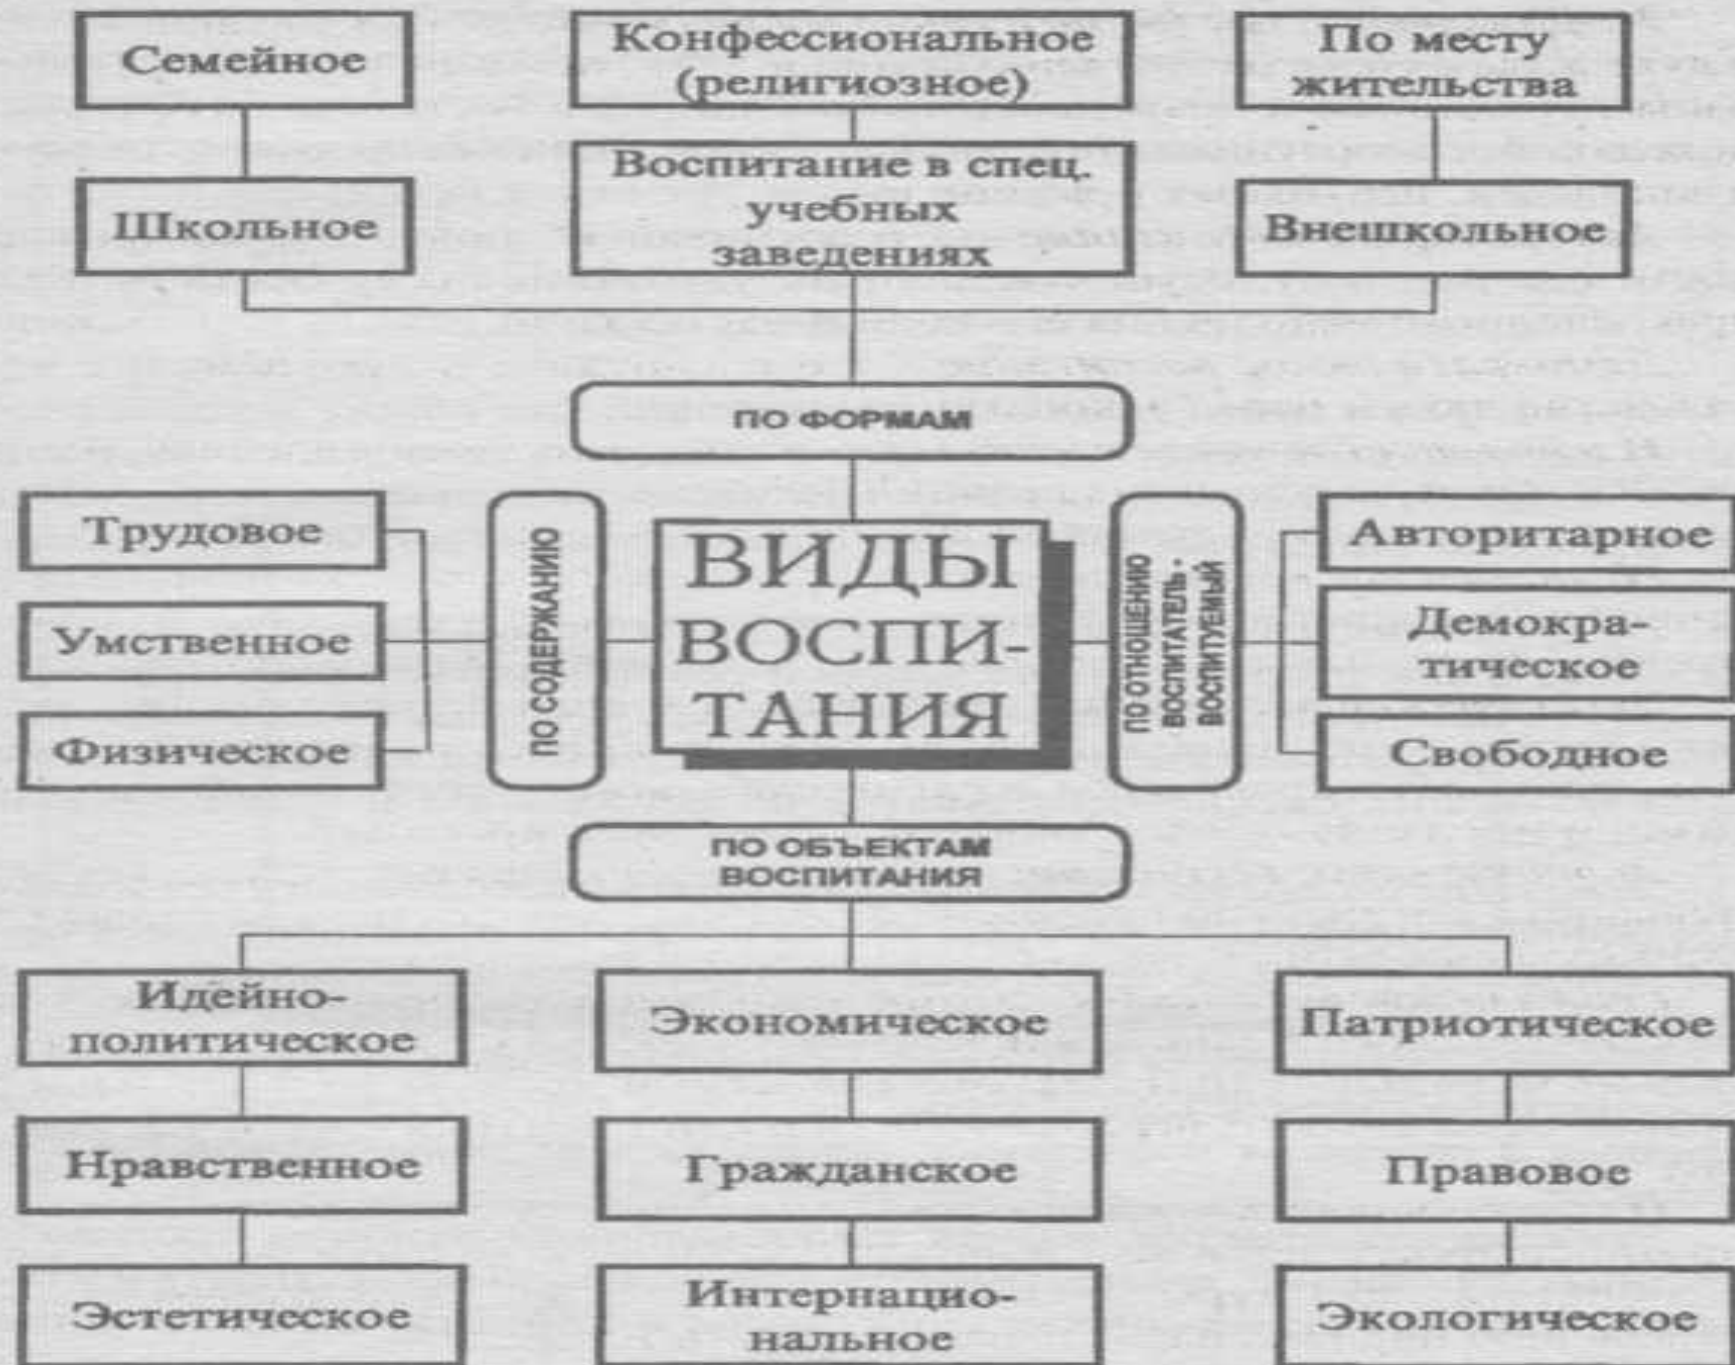 Семейное
Конфессиональное
(религиозное)
По месту
жительства
Школьное
Воспитание в спец.
учебных
заведениях
Внешкольное
ПО ФОРМАМ
Трудовое
Умственное
Физическое
ПО СОДЕРЖАНИЮ
ВИДЫ
ВОСПИ-
ТАНИЯ
ПО ОТНОШЕНИЮ
ВОСПИТАТЕЛЬ -
ВОСПИТУЕМЫЙ
Авторитарное
Демокра-
тическое
Свободное
ПО ОБЪЕКТАМ
ВОСПИТАНИЯ
Идейно-
политическое
Экономическое
Патриотическое
Нравственное
Гражданское
Правовое
Эстетическое
Интернацио-
нальное
Экологическое